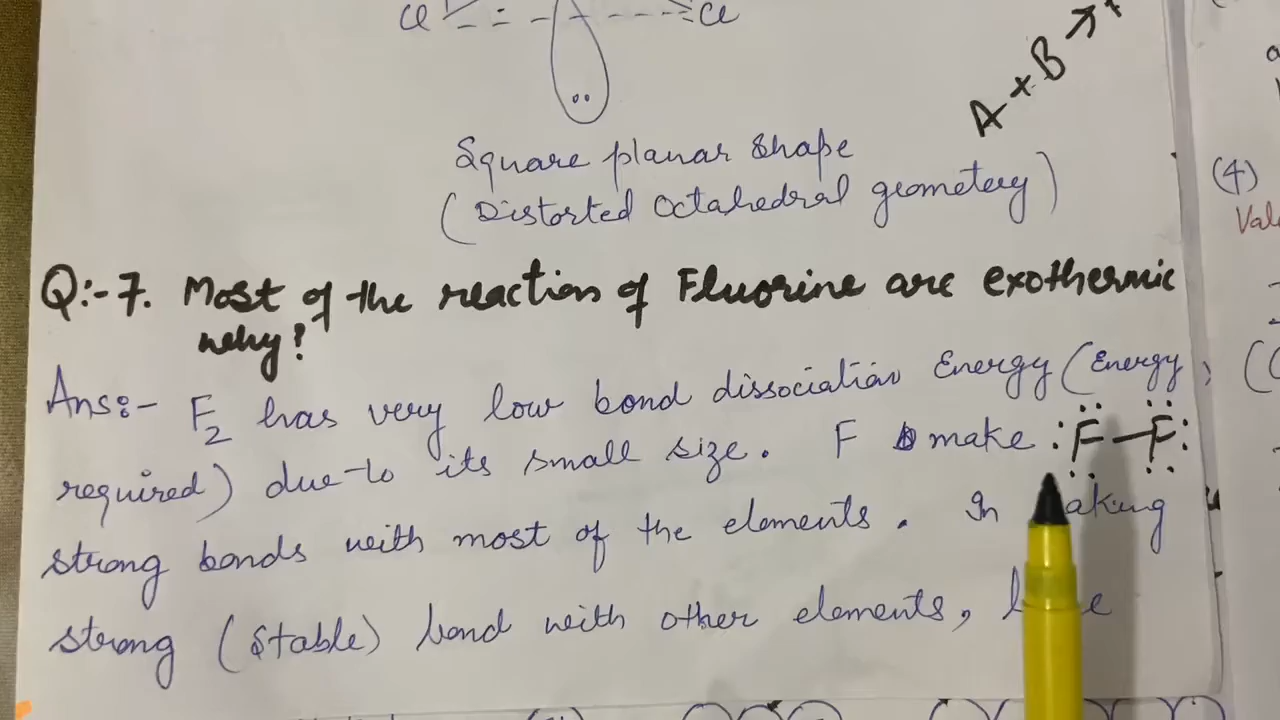 Cl Cl
A + B →
Square planar shape
(Distorted Octahedral geometery)
(4)
Q:-7. Most of the reaction of Fluorine are exothermic
why?
Ans:- F2 has very low bond dissociation Energy (Energy
required) due to its small size. F make :F—F:
strong bonds with most of the elements. In
strong (stable) bond with other elements,